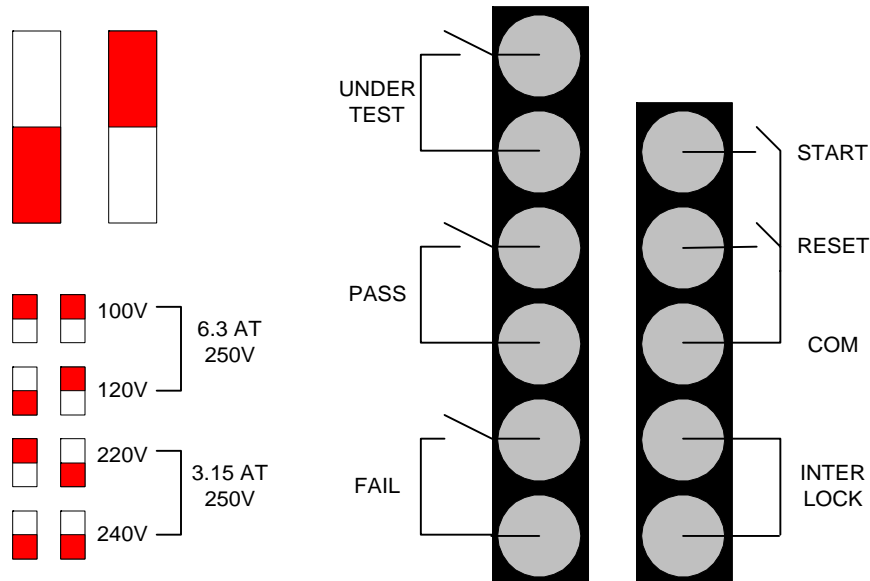 UNDER
TEST
PASS
FAIL
START
RESET
COM
INTER
LOCK
100V
120V
6.3 AT
250V
220V
240V
3.15 AT
250V